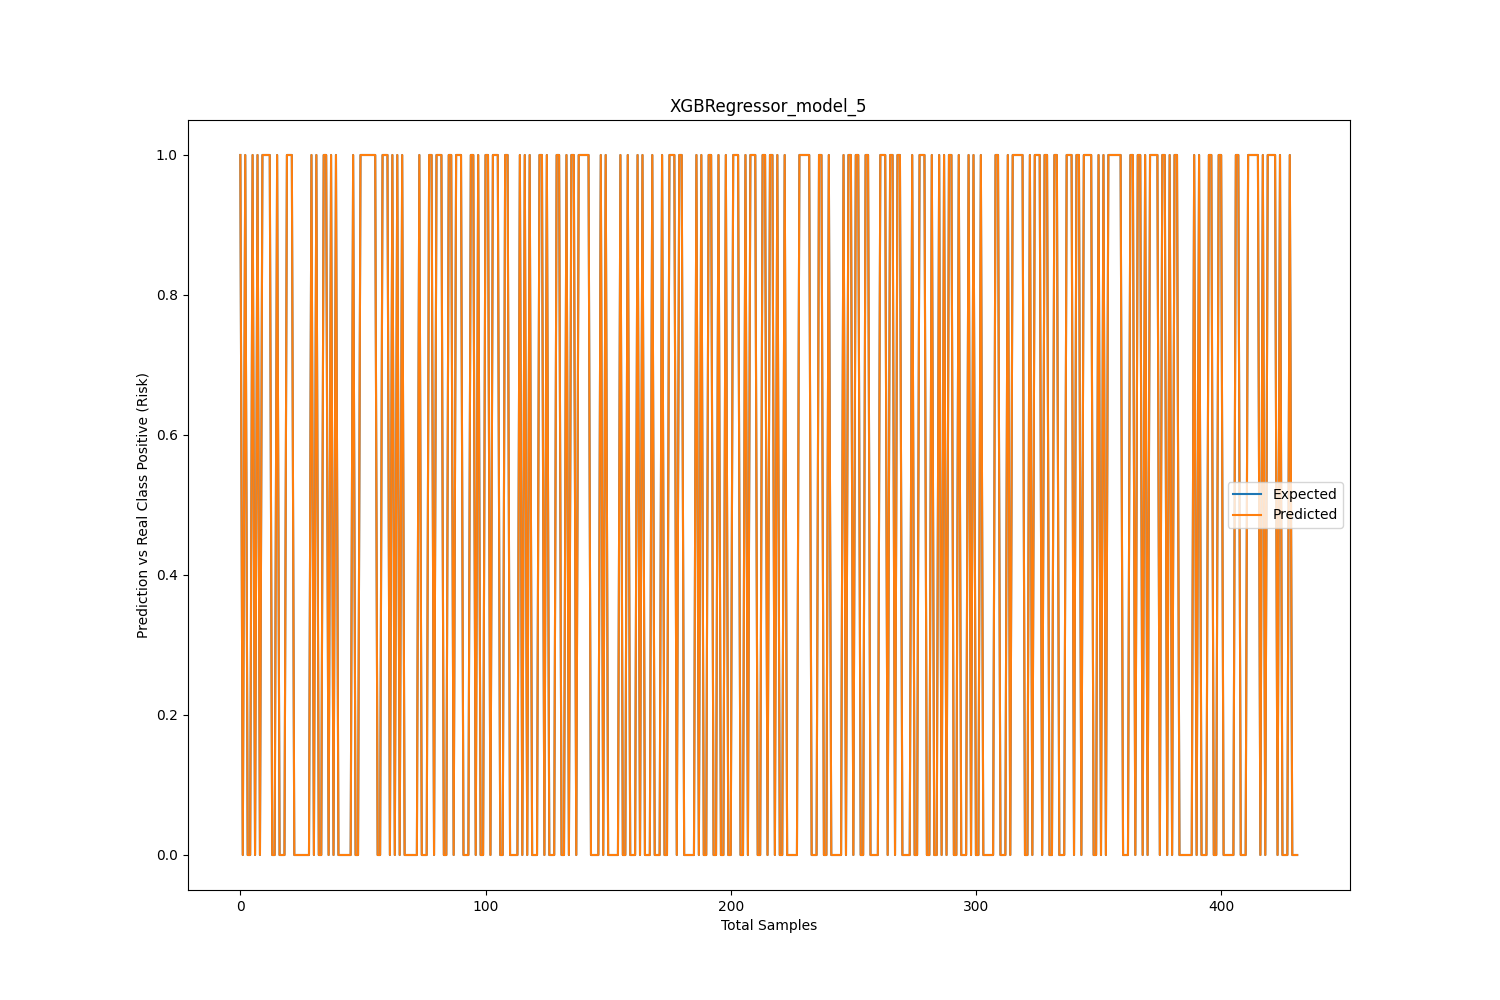 XGBRegressor_model_5
1.0
0.8
0.6
0.4
0.2
0.0
Prediction vs Real Class Positive (Risk)
Expected
Predicted
0 100 200 300 400
Total Samples